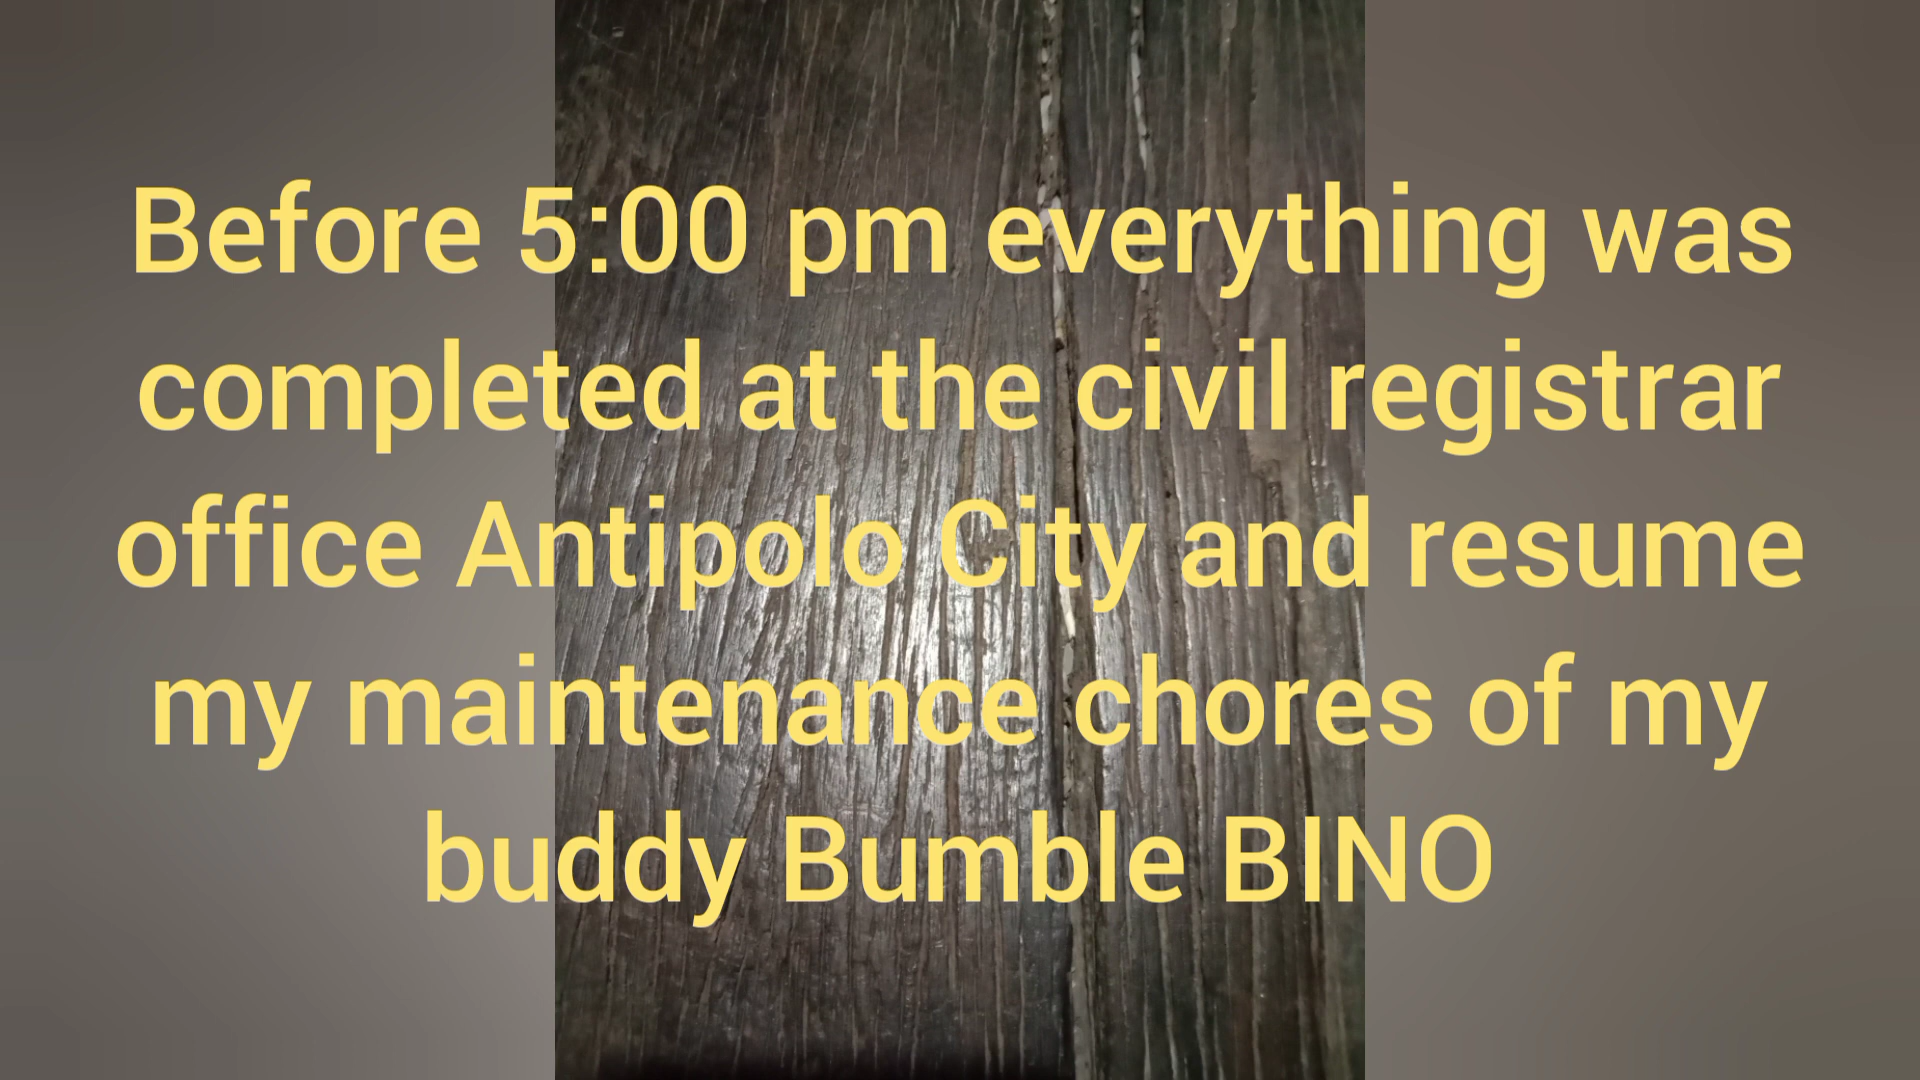 Before 5:00 pm everything was
completed at the civil registrar
office Antipolo City and resume
my maintenance chores of my
buddy Bumble BINO